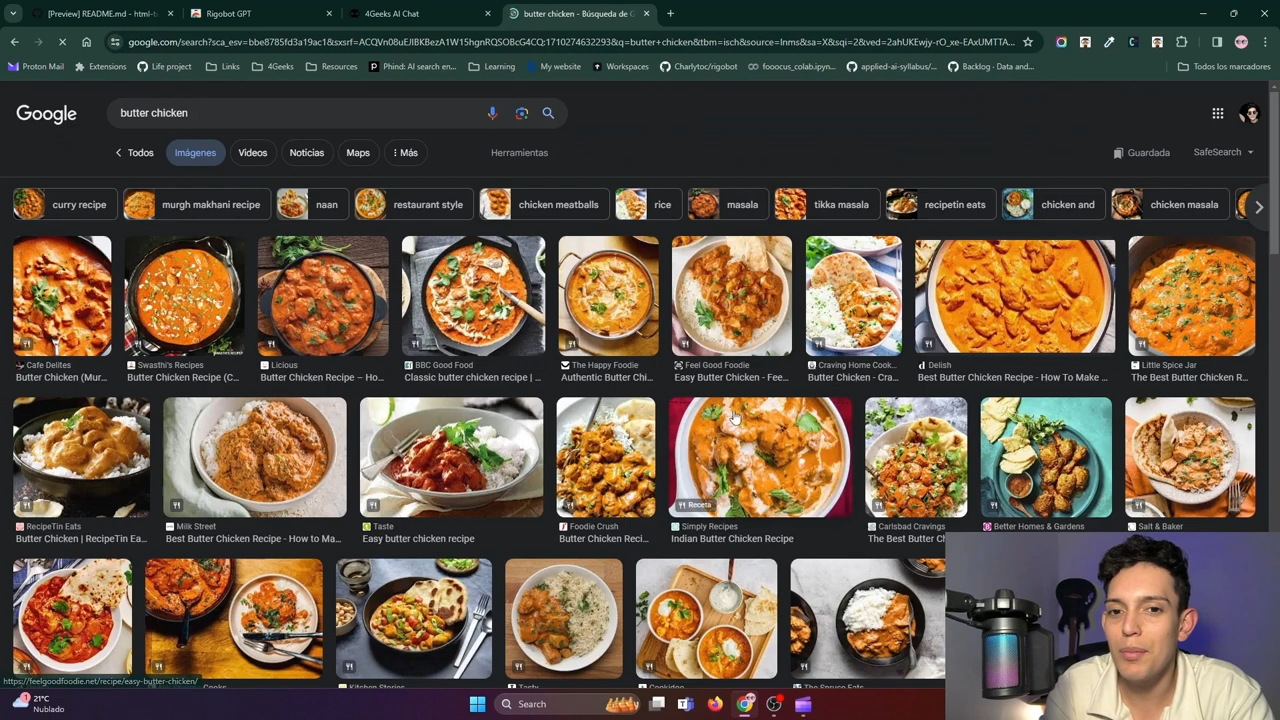 [Preview] README.md - html-t
Rigobot GPT
4Geeks AI Chat
butter chicken - Búsqueda de G
google.com/search?sca_esv=bbe8785fd3a19ac1&sxsrf=ACQVn08uEJIBKBezA1W15hgnRQSOBcG4CQ:1710274632293&q=butter+chicken&tbm=isch&source=lnms&sa=X&sqi=2&ved=2ahUKEwjy-rO_xe-EAxUMTTA...
Proton Mail
Extensions
Life project
Links
4Geeks
Resources
Phind: AI search en...
Learning
My website
Workspaces
Charlytoc/rigobot
fooocus_colab.ipyn...
applied-ai-syllabus/...
Backlog - Data and...
Todos los marcadores
Google
butter chicken
Todos
Imágenes
Videos
Noticias
Maps
Más
Herramientas
Guardada
SafeSearch
curry recipe
murgh makhani recipe
naan
restaurant style
chicken meatballs
rice
masala
tikka masala
recipetin eats
chicken and
chicken masala
Cafe Delites
Butter Chicken (Mur...
Swasthi's Recipes
Butter Chicken Recipe (C...
Licious
Butter Chicken Recipe – Ho...
BBC Good Food
Classic butter chicken recipe | ...
The Happy Foodie
Authentic Butter Chi...
Feel Good Foodie
Easy Butter Chicken - Fee...
Craving Home Cook...
Butter Chicken - Cra...
Delish
Best Butter Chicken Recipe - How To Make ...
Little Spice Jar
The Best Butter Chicken R...
Receta
RecipeTin Eats
Butter Chicken | RecipeTin Ea...
Milk Street
Best Butter Chicken Recipe - How to Ma...
Taste
Easy butter chicken recipe
Foodie Crush
Butter Chicken Reci...
Simply Recipes
Indian Butter Chicken Recipe
Carlsbad Cravings
The Best Butter
Better Homes & Gardens
Salt & Baker
https://feelgoodfoodie.net/recipe/easy-butter-chicken/
Kitchen Stories
Tasty
Cookidoo
The Spruce Eats
21°C
Nublado
Search